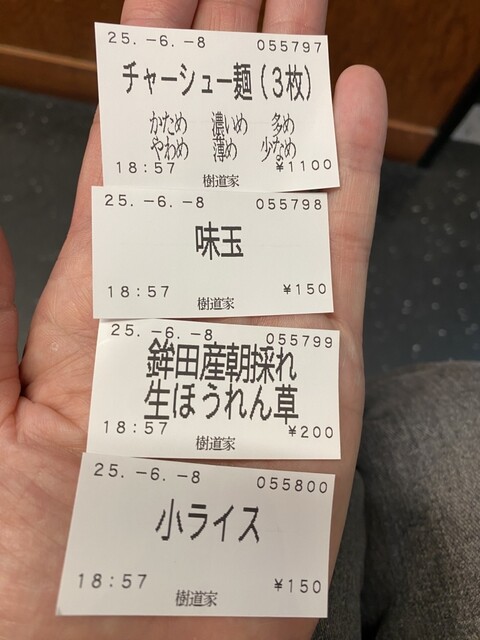 25.-6.-8 055797
チャーシュー麺(3枚)
かため 濃いめ 多め
やわめ 薄め 少なめ
18:57 ¥1100
樹道家
25.-6.-8 055798
味玉
18:57 ¥150
樹道家
25.-6.-8 055799
鉾田産朝採れ
生ほうれん草
18:57 ¥200
樹道家
25.-6.-8 055800
小ライス
18:57 ¥150
樹道家